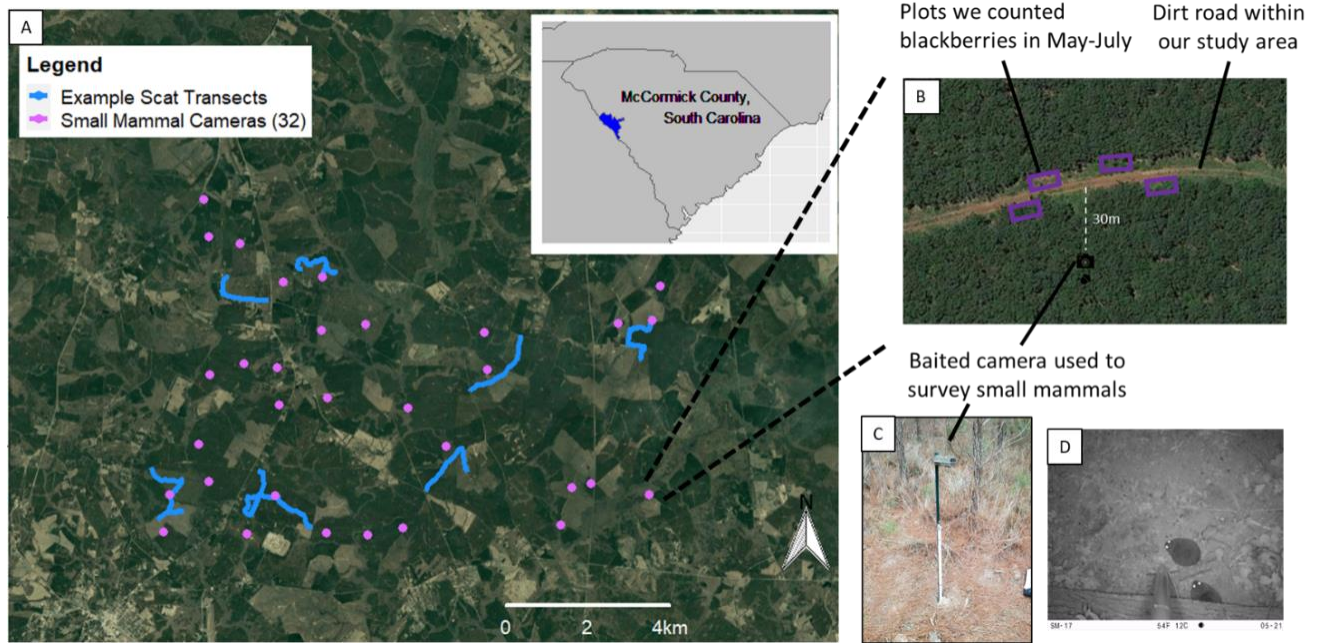 A
Legend
Example Scat Transects
Small Mammal Cameras (32)
McCormick County,
South Carolina
N
0 2 4km
Plots we counted
blackberries in May-July
Dirt road within
our study area
B
30m
Baited camera used to
survey small mammals
C
D
SM-17 54F 12C ● 05-21